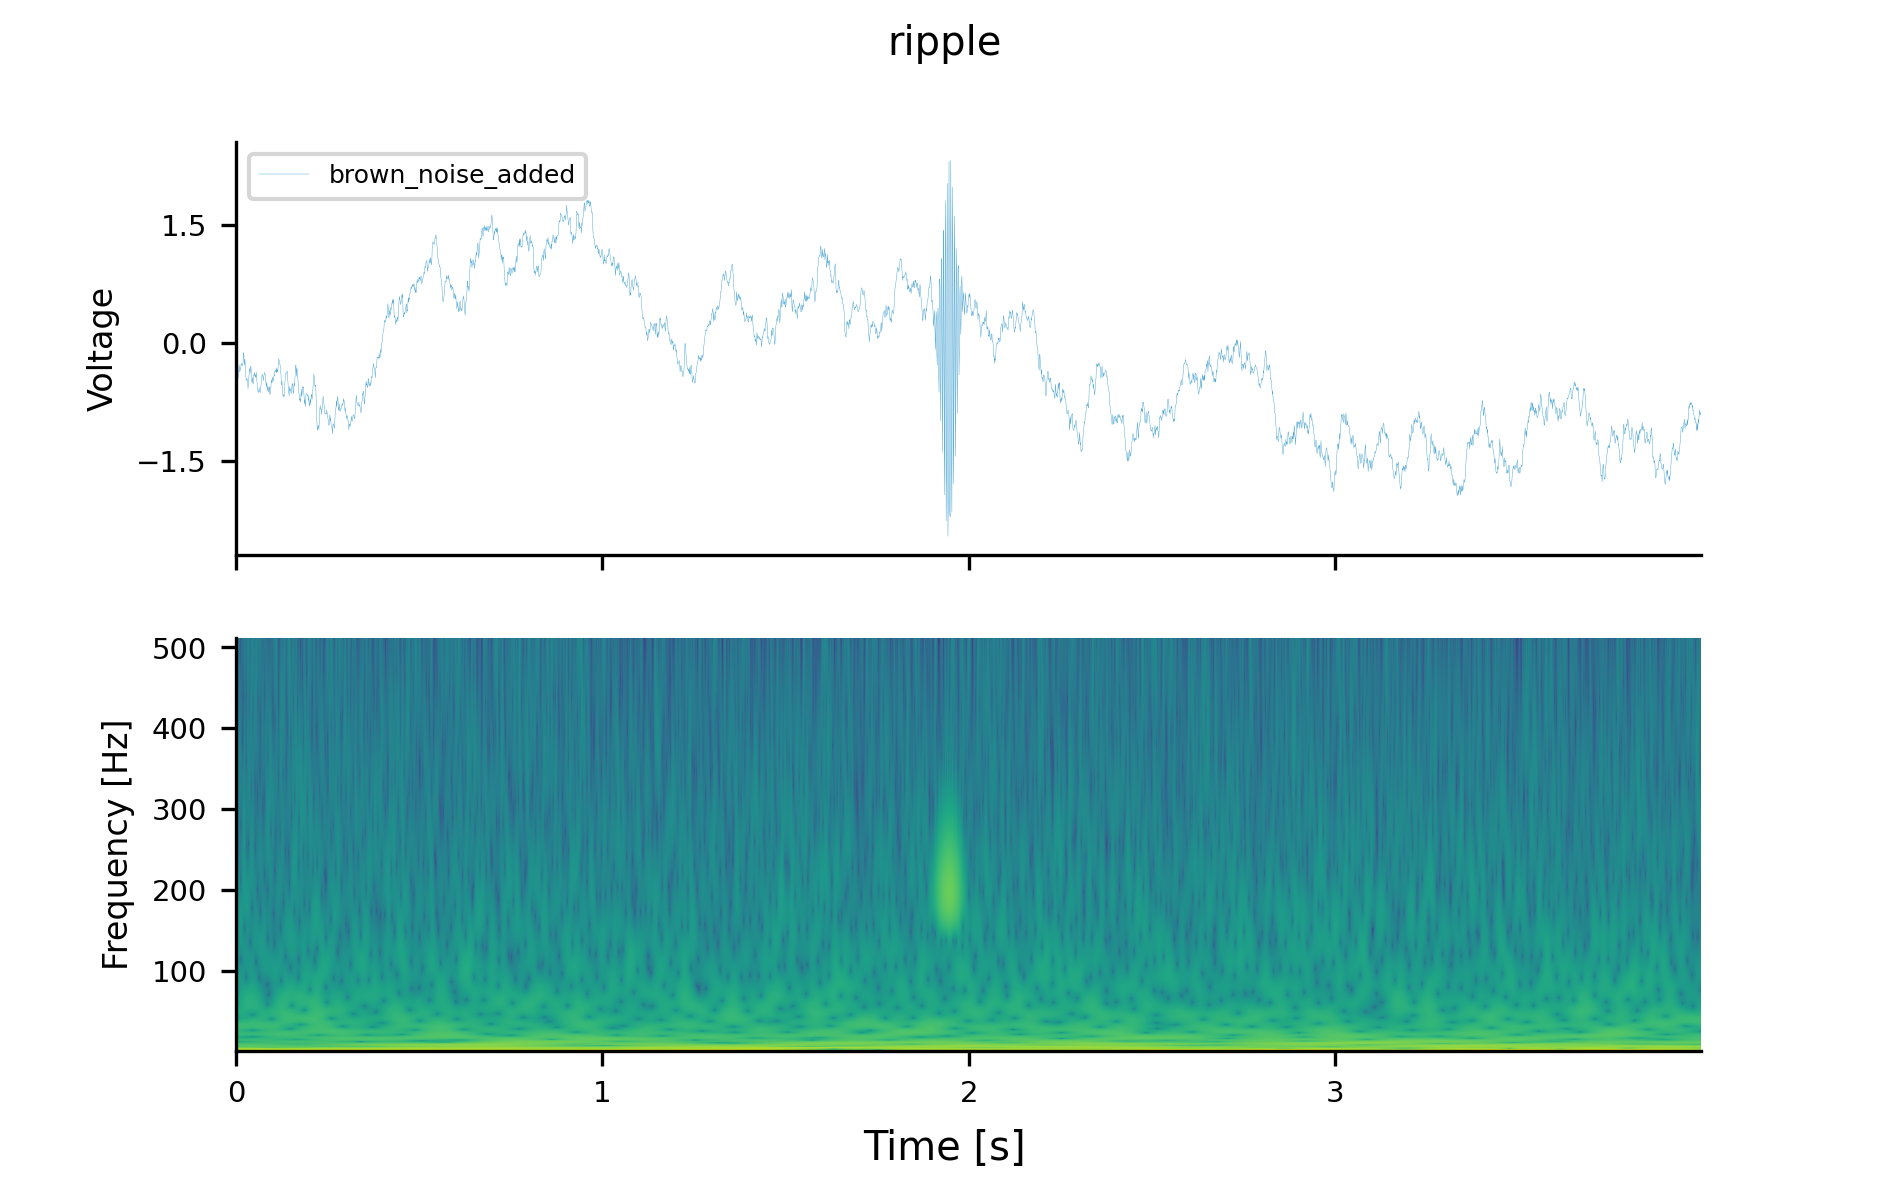 ripple
brown_noise_added
Voltage
1.5
0.0
−1.5
Frequency [Hz]
500
400
300
200
100
0 1 2 3
Time [s]